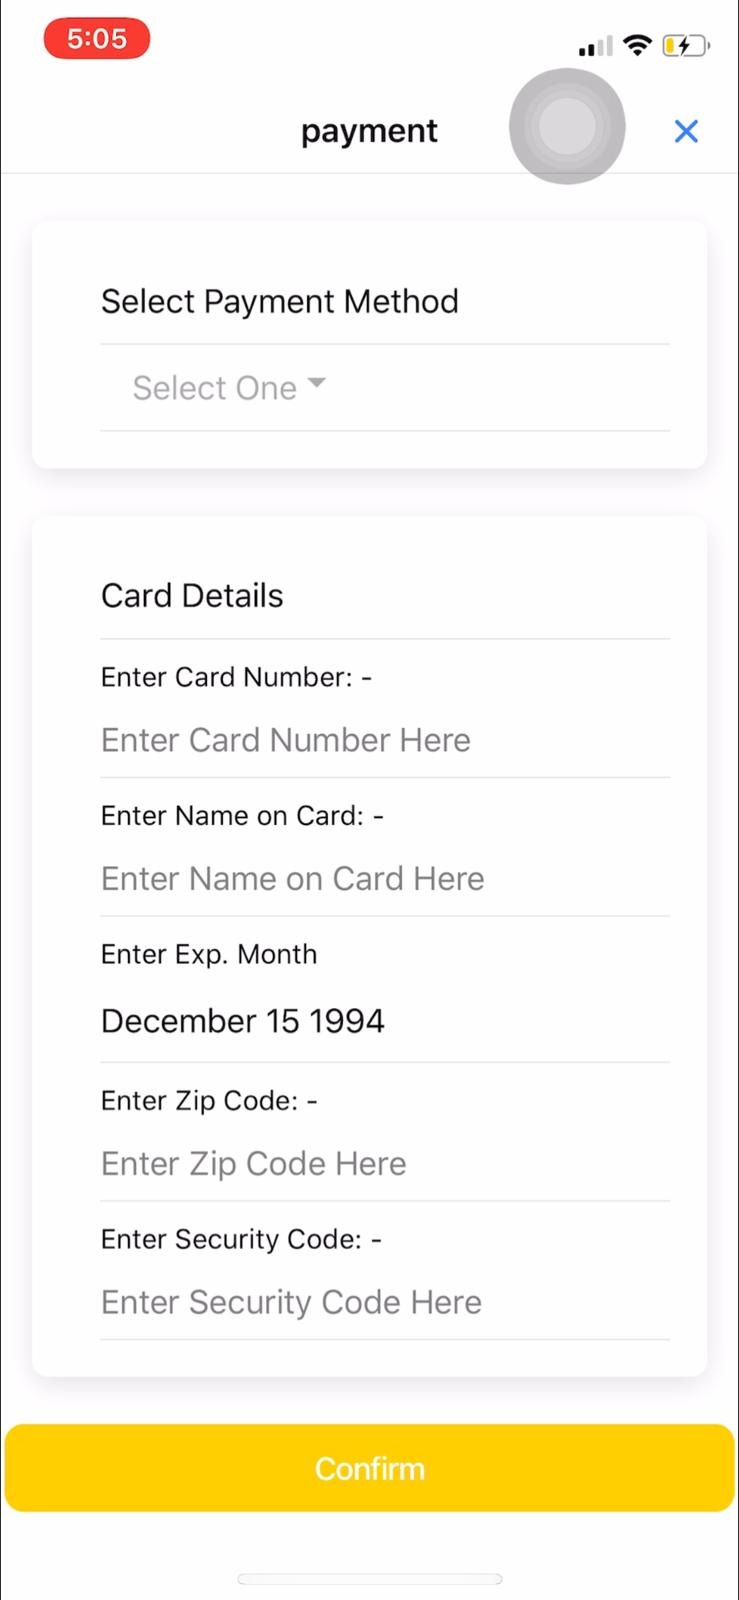 5:05
payment
Select Payment Method
Select One
Card Details
Enter Card Number: -
Enter Card Number Here
Enter Name on Card: -
Enter Name on Card Here
Enter Exp. Month
December 15 1994
Enter Zip Code: -
Enter Zip Code Here
Enter Security Code: -
Enter Security Code Here
Confirm